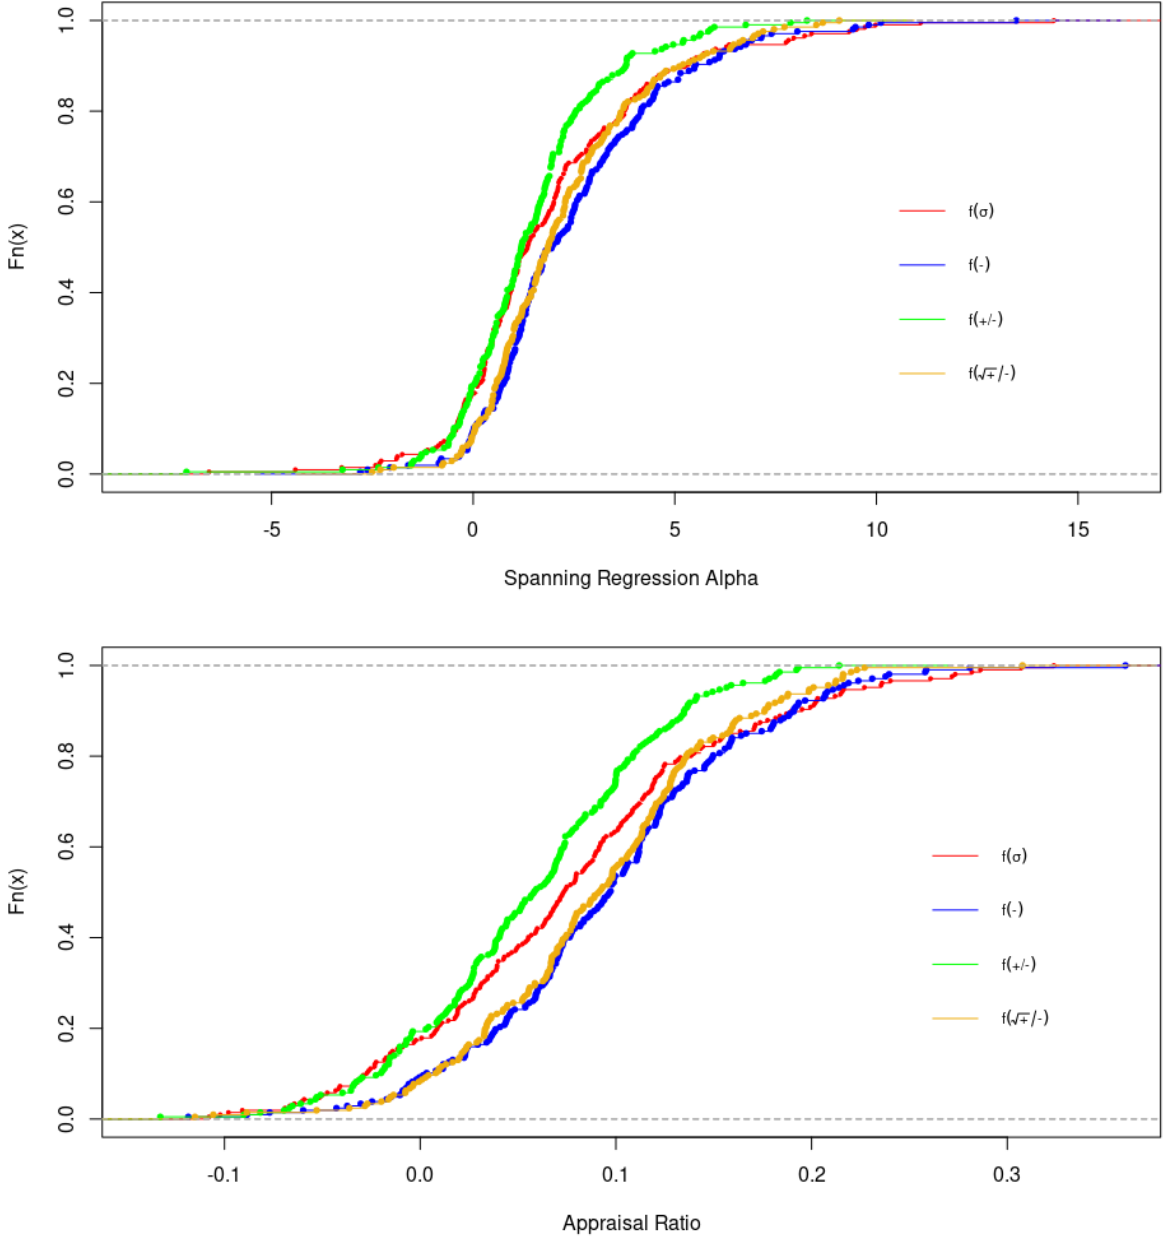 1.0
0.8
0.6
0.4
0.2
0.0
Fn(x)
f(σ)
f(-)
f(+/-)
f(√+/-)
-5 0 5 10 15
Spanning Regression Alpha
1.0
0.8
0.6
0.4
0.2
0.0
Fn(x)
f(σ)
f(-)
f(+/-)
f(√+/-)
-0.1 0.0 0.1 0.2 0.3
Appraisal Ratio